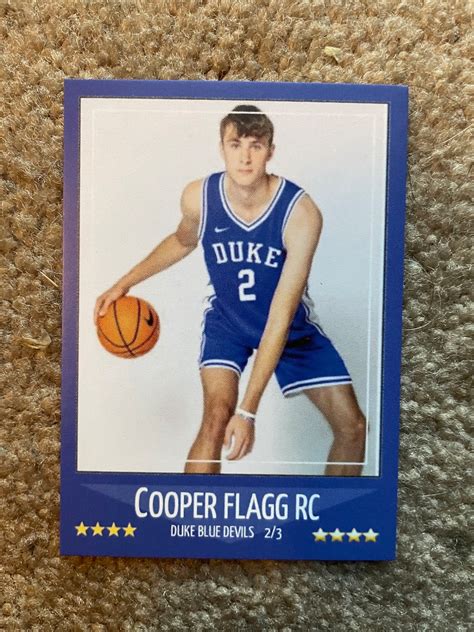 DUKE
2
COOPER FLAGG RC
DUKE BLUE DEVILS 2/3